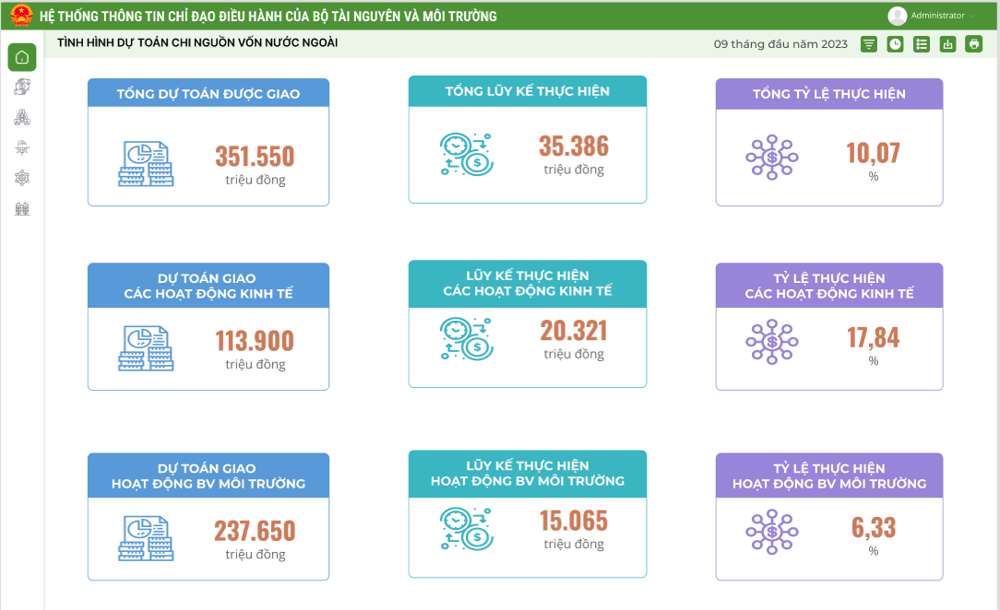 HỆ THỐNG THÔNG TIN CHỈ ĐẠO ĐIỀU HÀNH CỦA BỘ TÀI NGUYÊN VÀ MÔI TRƯỜNG
Administrator
TÌNH HÌNH DỰ TOÁN CHI NGUỒN VỐN NƯỚC NGOÀI
09 tháng đầu năm 2023
TỔNG DỰ TOÁN ĐƯỢC GIAO
351.550
triệu đồng
TỔNG LŨY KẾ THỰC HIỆN
35.386
triệu đồng
TỔNG TỶ LỆ THỰC HIỆN
10,07
%
DỰ TOÁN GIAO
CÁC HOẠT ĐỘNG KINH TẾ
113.900
triệu đồng
LŨY KẾ THỰC HIỆN
CÁC HOẠT ĐỘNG KINH TẾ
20.321
triệu đồng
TỶ LỆ THỰC HIỆN
CÁC HOẠT ĐỘNG KINH TẾ
17,84
%
DỰ TOÁN GIAO
HOẠT ĐỘNG BV MÔI TRƯỜNG
237.650
triệu đồng
LŨY KẾ THỰC HIỆN
HOẠT ĐỘNG BV MÔI TRƯỜNG
15.065
triệu đồng
TỶ LỆ THỰC HIỆN
HOẠT ĐỘNG BV MÔI TRƯỜNG
6,33
%